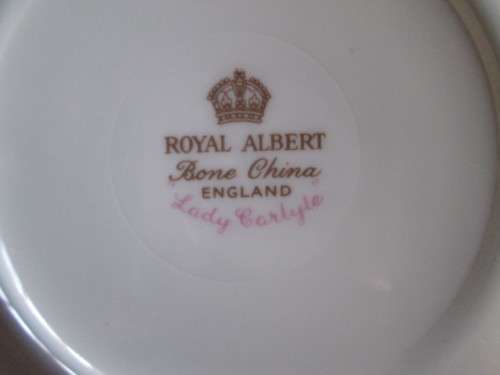 ROYAL ALBERT
Bone China
ENGLAND
"Lady Carlyle"